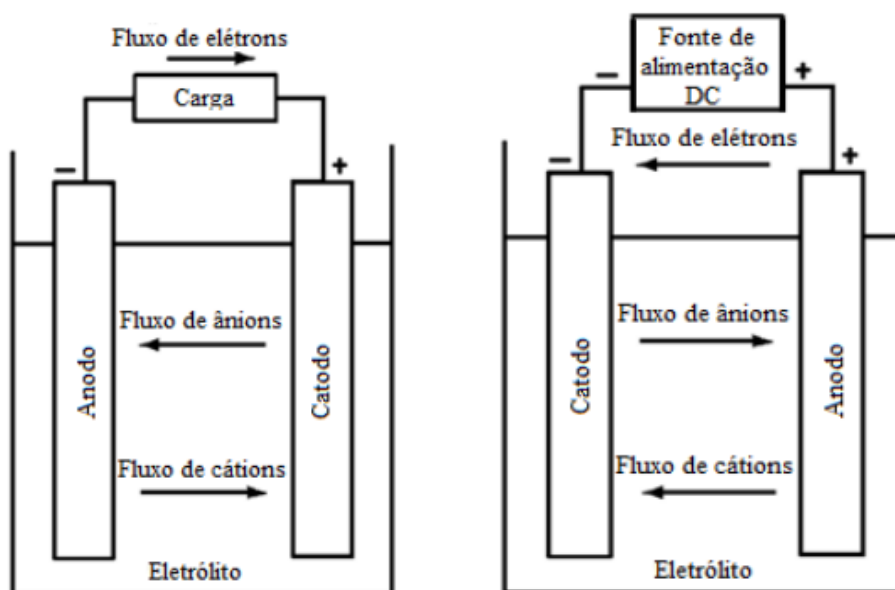 Fluxo de elétrons
Carga
−
+
Anodo
Catodo
Fluxo de ânions
Fluxo de cátions
Eletrólito
Fonte de
alimentação
DC
−
+
Fluxo de elétrons
−
+
Catodo
Anodo
Fluxo de ânions
Fluxo de cátions
Eletrólito